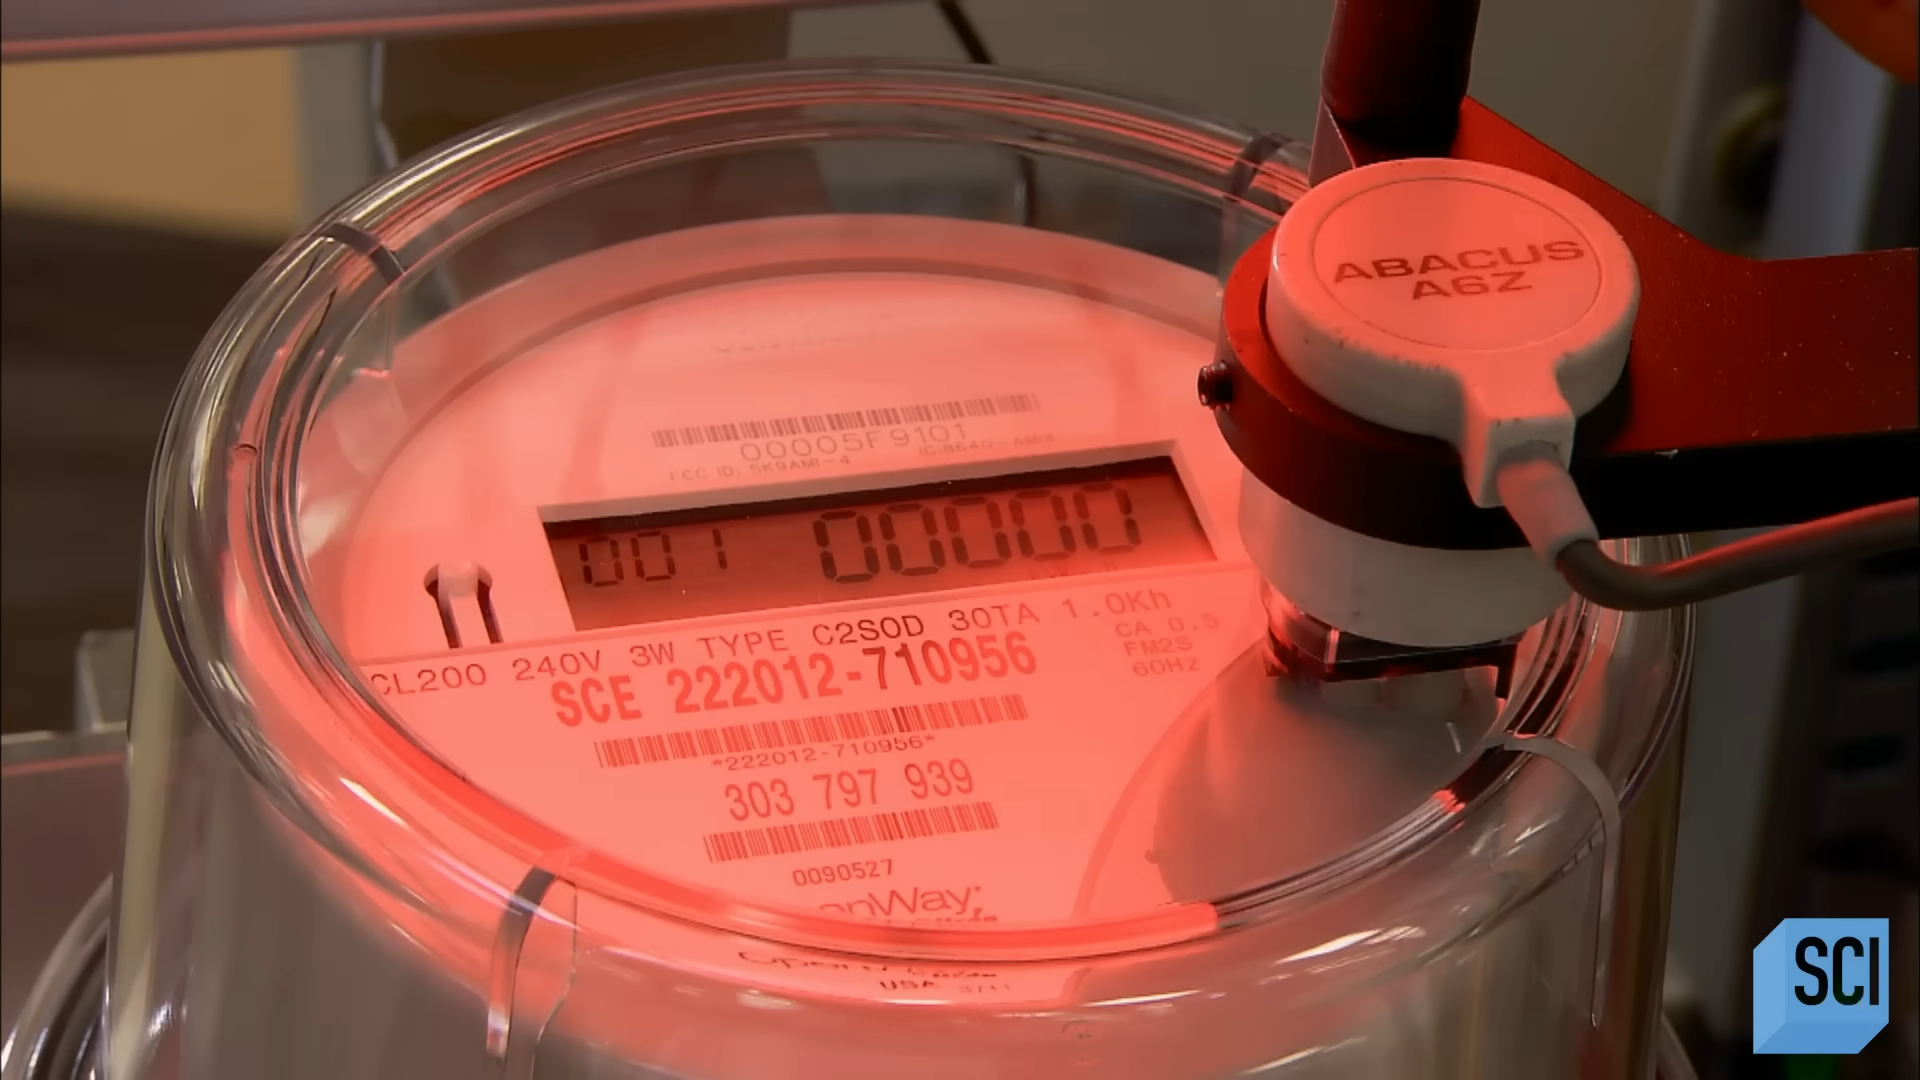 ABACUS
A6Z
00005F9101
FCC ID: SK9AMI-4
001 00000
CL200 240V 3W TYPE C2SOD 30TA 1.0Kh
CA 0.5
FM2S
60HZ
SCE 222012-710956
*222012-710956*
303 797 939
0090527
USA
SCI